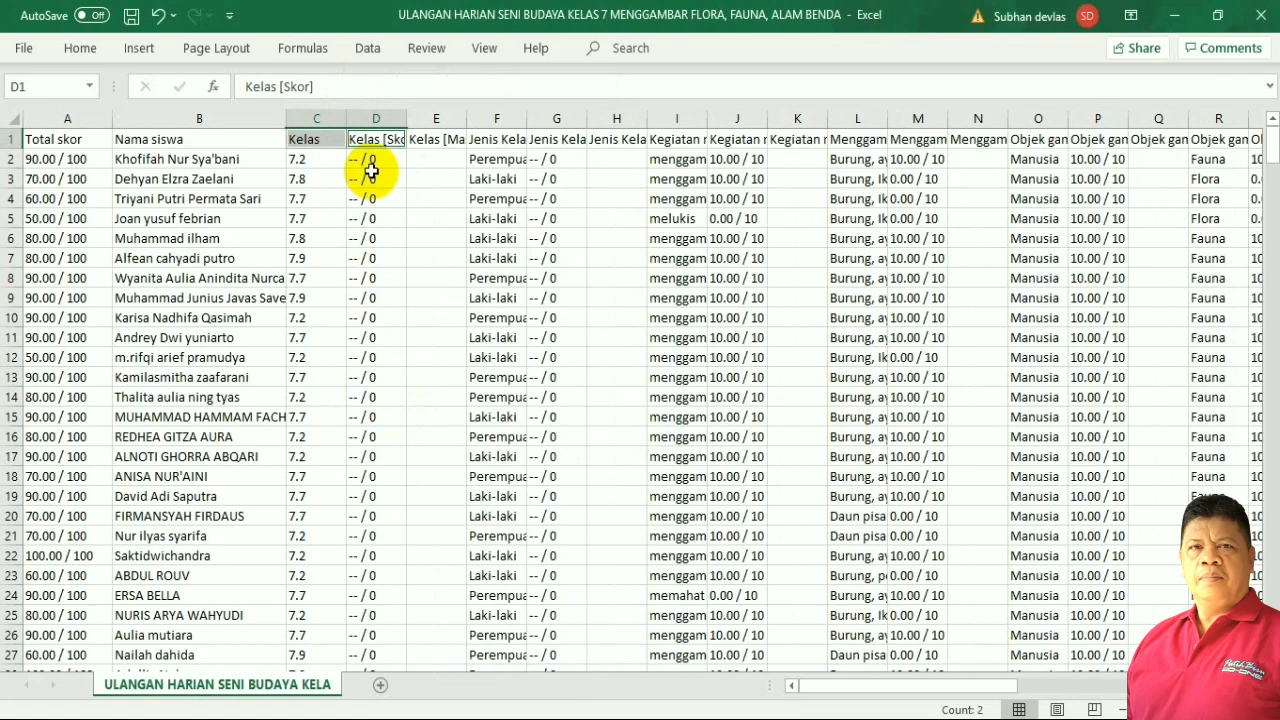 AutoSave Off ULANGAN HARIAN SENI BUDAYA KELAS 7 MENGGAMBAR FLORA, FAUNA, ALAM BENDA - Excel Subhan devlas SD
File Home Insert Page Layout Formulas Data Review View Help Search Share Comments
D1 fx Kelas [Skor]
A B C D E F G H I J K L M N O P Q R
1 Total skor Nama siswa Kelas Kelas [Sko Kelas [Ma Jenis Kela Jenis Kela Jenis Kela Kegiatan r Kegiatan r Kegiatan r Menggam Menggam Menggam Objek gan Objek gan Objek gan Objek gan
2 90.00 / 100 Khofifah Nur Sya'bani 7.2 -- / 0 Perempua -- / 0 menggam 10.00 / 10 Burung, ay 10.00 / 10 Manusia 10.00 / 10 Fauna 10
3 70.00 / 100 Dehyan Elzra Zaelani 7.8 -- / 0 Laki-laki -- / 0 menggam 10.00 / 10 Burung, Ik 10.00 / 10 Manusia 10.00 / 10 Flora 0.
4 60.00 / 100 Triyani Putri Permata Sari 7.7 -- / 0 Perempua -- / 0 menggam 10.00 / 10 Burung, Ik 10.00 / 10 Manusia 10.00 / 10 Flora 0.
5 50.00 / 100 Joan yusuf febrian 7.7 -- / 0 Laki-laki -- / 0 melukis 0.00 / 10 Burung, Ik 10.00 / 10 Manusia 10.00 / 10 Flora 0.
6 80.00 / 100 Muhammad ilham 7.8 -- / 0 Laki-laki -- / 0 menggam 10.00 / 10 Burung, ay 10.00 / 10 Manusia 10.00 / 10 Fauna 10
7 80.00 / 100 Alfean cahyadi putro 7.9 -- / 0 Laki-laki -- / 0 menggam 10.00 / 10 Burung, ay 10.00 / 10 Manusia 10.00 / 10 Fauna 10
8 90.00 / 100 Wyanita Aulia Anindita Nurca 7.7 -- / 0 Perempua -- / 0 menggam 10.00 / 10 Burung, ay 10.00 / 10 Manusia 10.00 / 10 Fauna 10
9 90.00 / 100 Muhammad Junius Javas Save 7.9 -- / 0 Laki-laki -- / 0 menggam 10.00 / 10 Burung, ay 10.00 / 10 Manusia 10.00 / 10 Fauna 10
10 90.00 / 100 Karisa Nadhifa Qasimah 7.2 -- / 0 Perempua -- / 0 menggam 10.00 / 10 Burung, ay 10.00 / 10 Manusia 10.00 / 10 Fauna 10
11 90.00 / 100 Andrey Dwi yuniarto 7.7 -- / 0 Laki-laki -- / 0 menggam 10.00 / 10 Burung, ay 10.00 / 10 Manusia 10.00 / 10 Fauna 10
12 50.00 / 100 m.rifqi arief pramudya 7.2 -- / 0 Laki-laki -- / 0 menggam 10.00 / 10 Burung, Ik 0.00 / 10 Manusia 10.00 / 10 Fauna 10
13 90.00 / 100 Kamilasmitha zaafarani 7.7 -- / 0 Perempua -- / 0 menggam 10.00 / 10 Burung, ay 10.00 / 10 Manusia 10.00 / 10 Fauna 10
14 80.00 / 100 Thalita aulia ning tyas 7.2 -- / 0 Perempua -- / 0 menggam 10.00 / 10 Burung, ay 10.00 / 10 Manusia 10.00 / 10 Fauna 10
15 90.00 / 100 MUHAMMAD HAMMAM FACH 7.7 -- / 0 Laki-laki -- / 0 menggam 10.00 / 10 Burung, ay 10.00 / 10 Manusia 10.00 / 10 Fauna 10
16 80.00 / 100 REDHEA GITZA AURA 7.2 -- / 0 Perempua -- / 0 menggam 10.00 / 10 Burung, ay 10.00 / 10 Manusia 10.00 / 10 Fauna 10
17 90.00 / 100 ALNOTI GHORRA ABQARI 7.2 -- / 0 Laki-laki -- / 0 menggam 10.00 / 10 Burung, ay 10.00 / 10 Manusia 10.00 / 10 Fauna 10
18 70.00 / 100 ANISA NUR'AINI 7.7 -- / 0 Perempua -- / 0 menggam 10.00 / 10 Burung, ay 10.00 / 10 Manusia 10.00 / 10 Fauna 10
19 90.00 / 100 David Adi Saputra 7.7 -- / 0 Laki-laki -- / 0 menggam 10.00 / 10 Burung, ay 10.00 / 10 Manusia 10.00 / 10
20 70.00 / 100 FIRMANSYAH FIRDAUS 7.7 -- / 0 Laki-laki -- / 0 menggam 10.00 / 10 Daun pisa 0.00 / 10 Manusia 10.00 / 10
21 70.00 / 100 Nur ilyas syarifa 7.2 -- / 0 Perempua -- / 0 menggam 10.00 / 10 Daun pisa 0.00 / 10 Manusia 10.00 / 10
22 100.00 / 100 Saktidwichandra 7.2 -- / 0 Laki-laki -- / 0 menggam 10.00 / 10 Burung, ay 10.00 / 10 Manusia 10.00 / 10
23 60.00 / 100 ABDUL ROUV 7.2 -- / 0 Laki-laki -- / 0 menggam 10.00 / 10 Burung, po 10.00 / 10 Manusia 10.00 / 10
24 60.00 / 100 ERSA BELLA 7.7 -- / 0 Perempua -- / 0 memahat 0.00 / 10 Burung, ay 10.00 / 10 Manusia 10.00 / 10
25 80.00 / 100 NURIS ARYA WAHYUDI 7.2 -- / 0 Laki-laki -- / 0 menggam 10.00 / 10 Burung, Ik 10.00 / 10 Manusia 10.00 / 10
26 90.00 / 100 Aulia mutiara 7.7 -- / 0 Perempua -- / 0 menggam 10.00 / 10 Burung, ay 10.00 / 10 Manusia 10.00 / 10
27 60.00 / 100 Nailah dahida 7.9 -- / 0 Perempua -- / 0 menggam 10.00 / 10 Daun pisa 10.00 / 10 Manusia 10.00 / 10
ULANGAN HARIAN SENI BUDAYA KELA
Count: 2